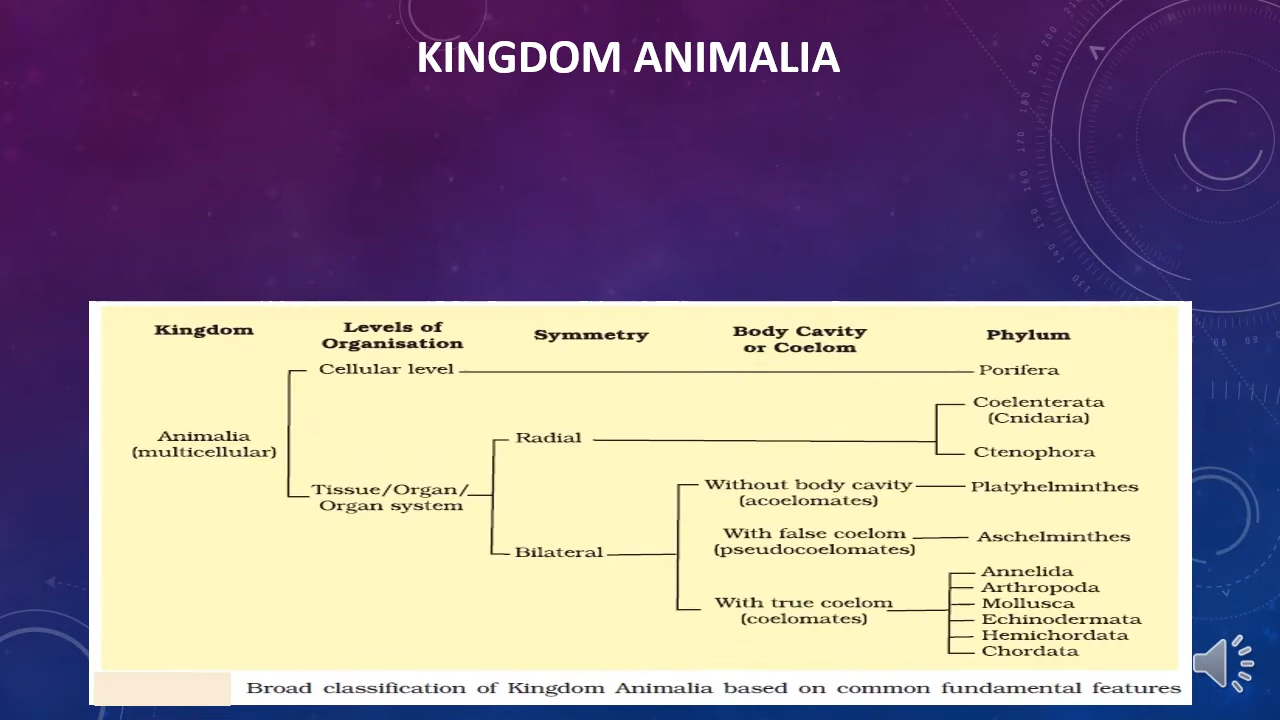 KINGDOM ANIMALIA
Kingdom
Levels of
Organisation
Symmetry
Body Cavity
or Coelom
Phylum
Cellular level
Porifera
Animalia
(multicellular)
Tissue/Organ/
Organ system
Radial
Coelenterata
(Cnidaria)
Ctenophora
Bilateral
Without body cavity
(acoelomates)
Platyhelminthes
With false coelom
(pseudocoelomates)
Aschelminthes
With true coelom
(coelomates)
Annelida
Arthropoda
Mollusca
Echinodermata
Hemichordata
Chordata
Broad classification of Kingdom Animalia based on common fundamental features